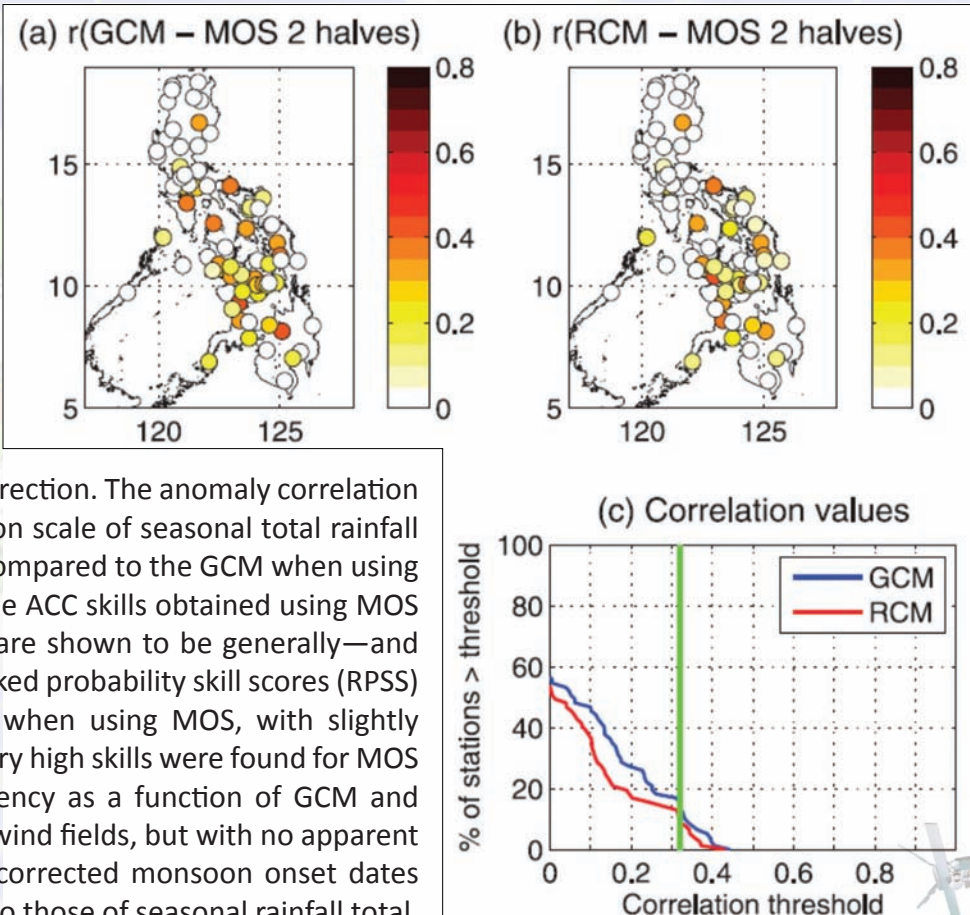 (a) r(GCM – MOS 2 halves)
(b) r(RCM – MOS 2 halves)
0.8
0.6
0.4
0.2
0
15
10
5
120
125
0.8
0.6
0.4
0.2
0
15
10
5
120
125
rection. The anomaly correlation
on scale of seasonal total rainfall
ompared to the GCM when using
e ACC skills obtained using MOS
are shown to be generally—and
ked probability skill scores (RPSS)
when using MOS, with slightly
ry high skills were found for MOS
ency as a function of GCM and
wind fields, but with no apparent
corrected monsoon onset dates
o those of seasonal rainfall total.
(c) Correlation values
% of stations > threshold
100
80
60
40
20
0
GCM
RCM
0
0.2
0.4
0.6
0.8
Correlation threshold